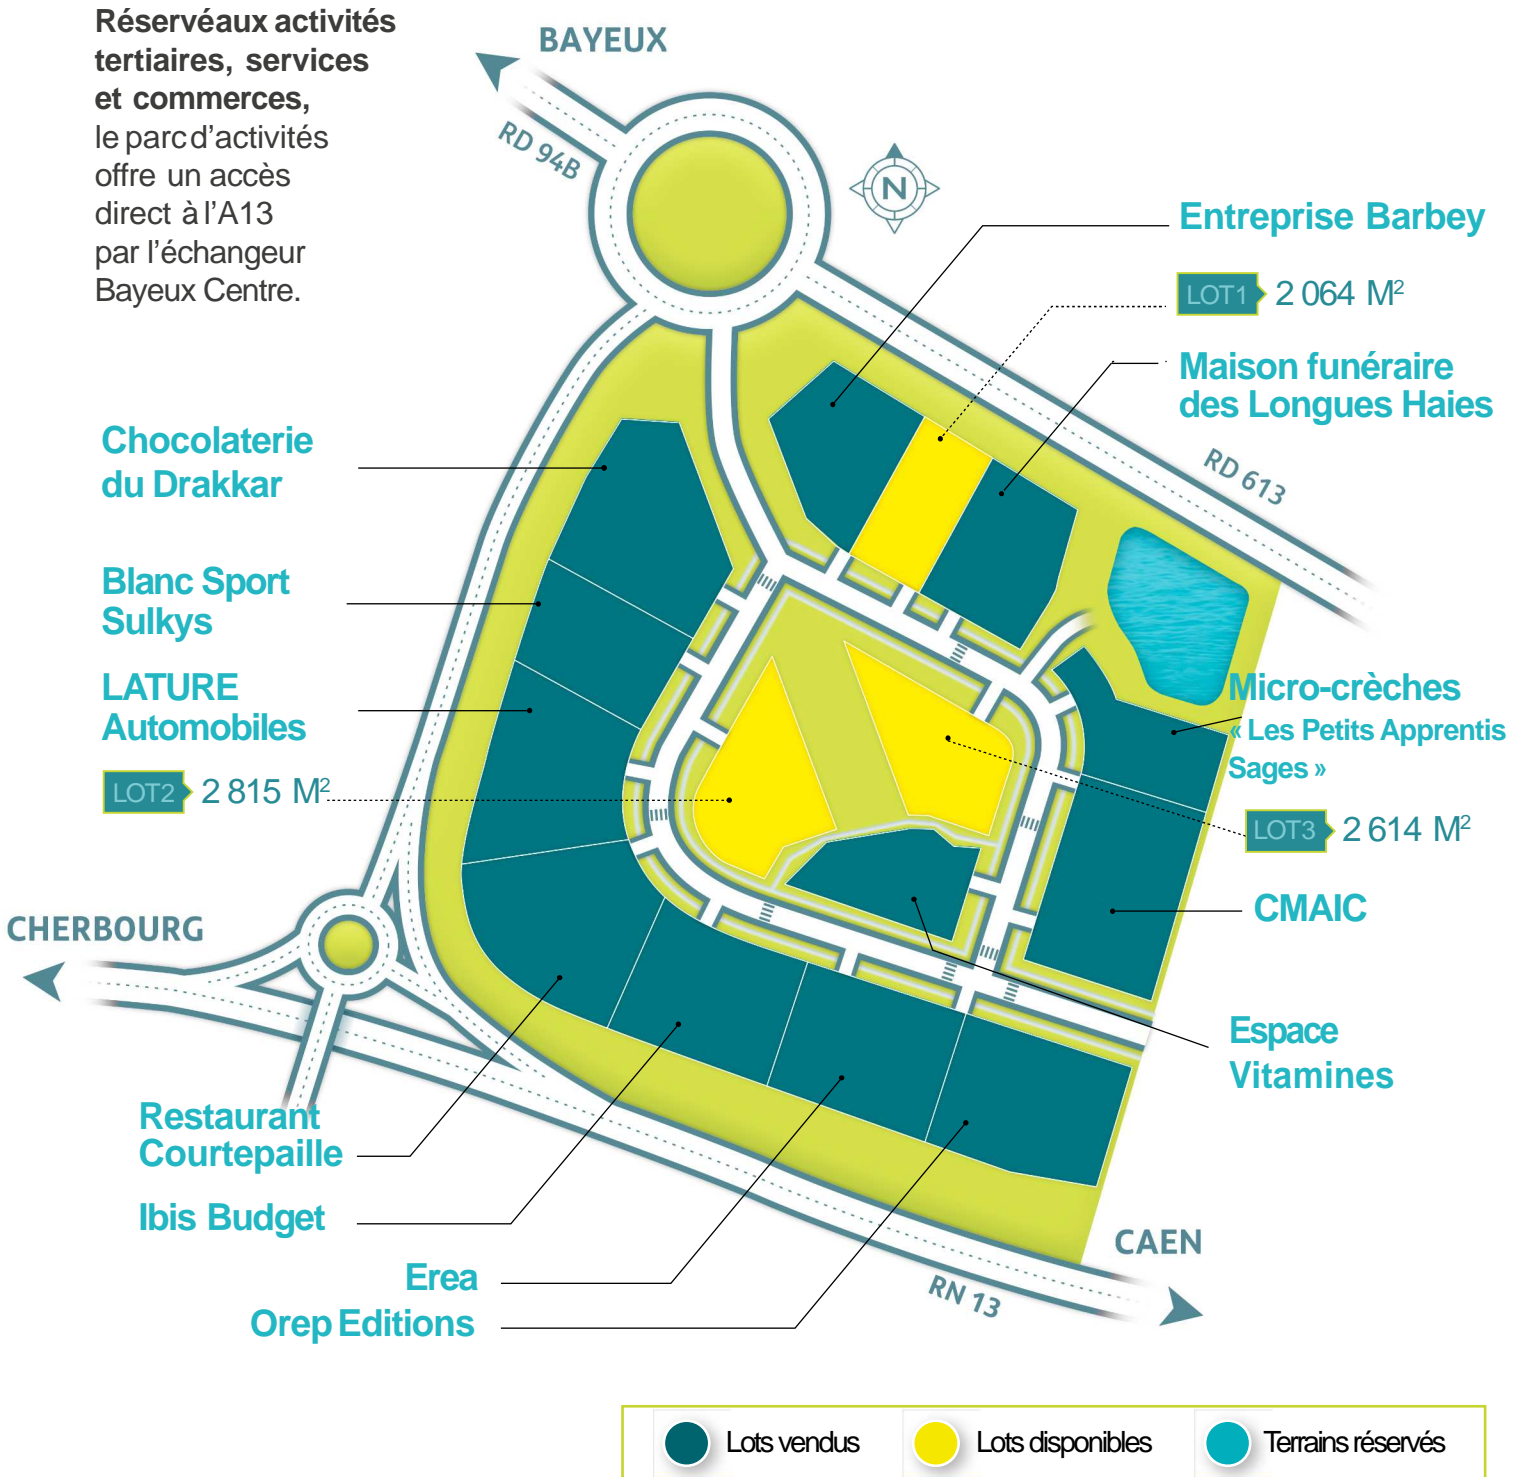 Réservéaux activités
tertiaires, services
et commerces,
le parc d'activités
offre un accès
direct à l'A13
par l'échangeur
Bayeux Centre.
BAYEUX
RD 94B
N
Entreprise Barbey
LOT1 2 064 M²
Maison funéraire
des Longues Haies
RD 613
Chocolaterie
du Drakkar
Blanc Sport
Sulkys
LATURE
Automobiles
LOT2 2 815 M²
Micro-crèches
« Les Petits Apprentis
Sages »
LOT3 2 614 M²
CMAIC
CHERBOURG
Espace
Vitamines
Restaurant
Courtepaille
Ibis Budget
Erea
Orep Editions
CAEN
RN 13
Lots vendus
Lots disponibles
Terrains réservés